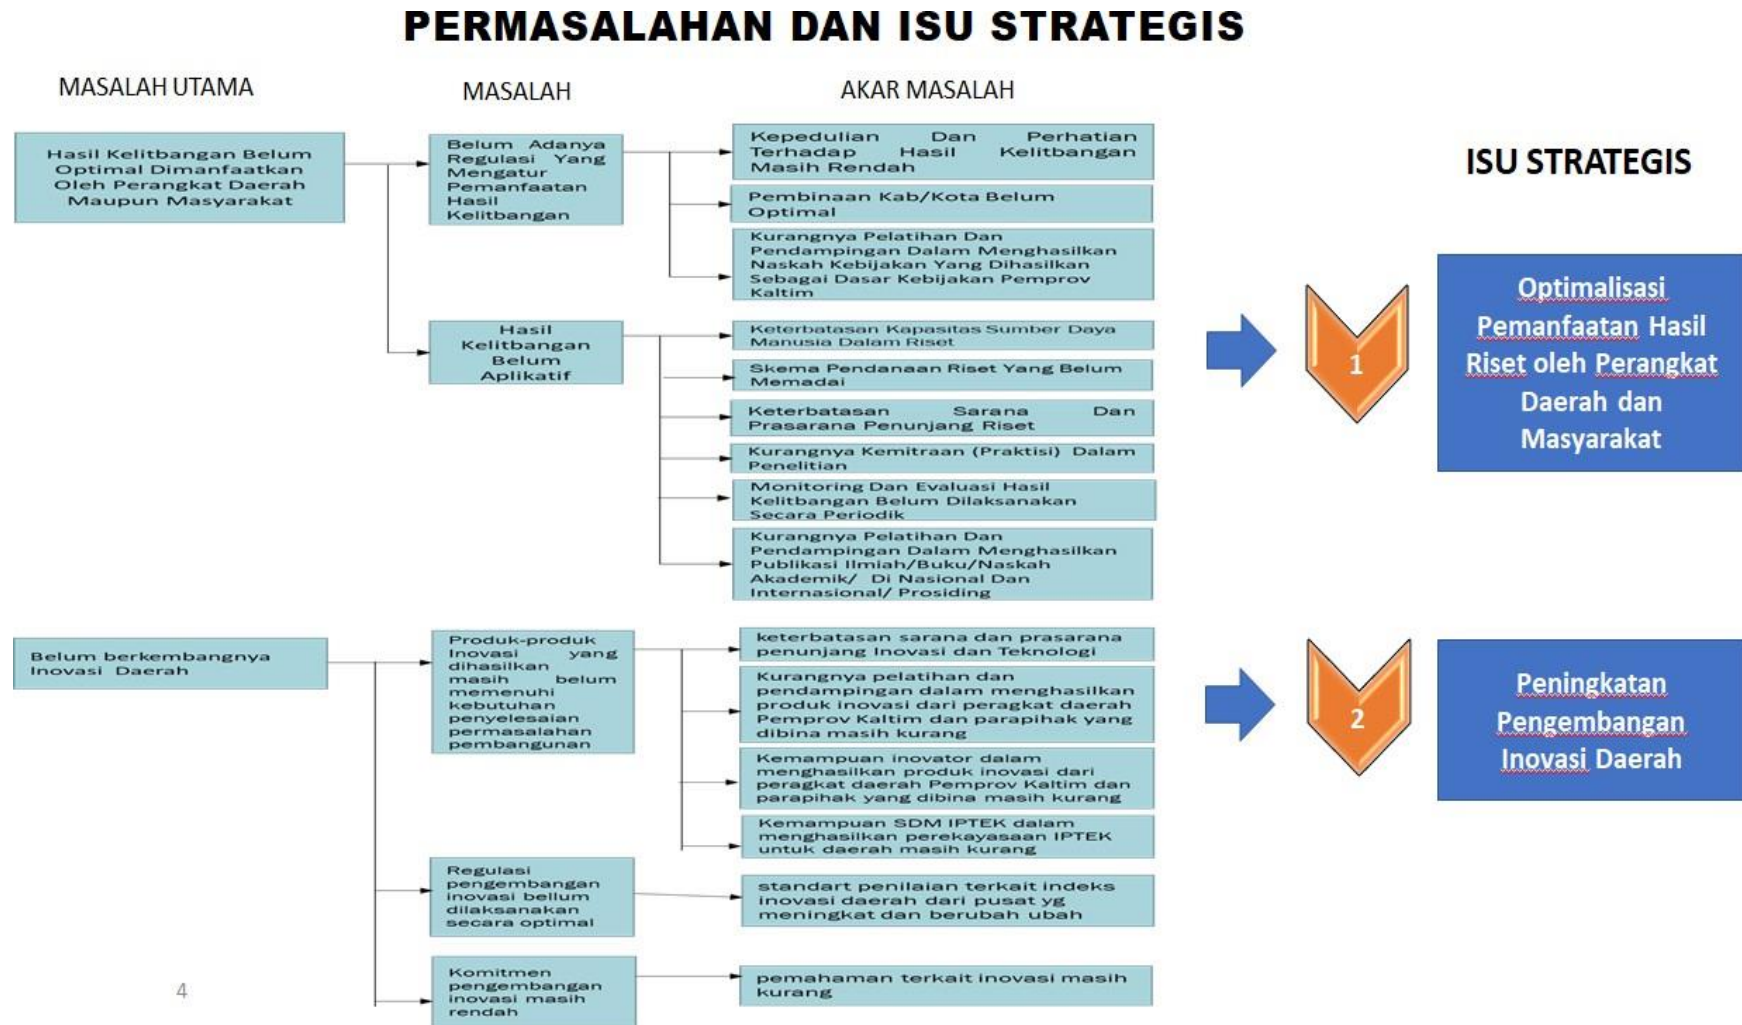 PERMASALAHAN DAN ISU STRATEGIS
MASALAH UTAMA
MASALAH
AKAR MASALAH
ISU STRATEGIS
Hasil Kelitbangan Belum
Optimal Dimanfaatkan
Oleh Perangkat Daerah
Maupun Masyarakat
Belum Adanya
Regulasi Yang
Mengatur
Pemanfaatan
Hasil
Kelitbangan
Kepedulian Dan Perhatian
Terhadap Hasil Kelitbangan
Masih Rendah
Pembinaan Kab/Kota Belum
Optimal
Kurangnya Pelatihan Dan
Pendampingan Dalam Menghasilkan
Naskah Kebijakan Yang Dihasilkan
Sebagai Dasar Kebijakan Pemprov
Kaltim
Hasil
Kelitbangan
Belum
Aplikatif
Keterbatasan Kapasitas Sumber Daya
Manusia Dalam Riset
Skema Pendanaan Riset Yang Belum
Memadai
Keterbatasan Sarana Dan
Prasarana Penunjang Riset
Kurangnya Kemitraan (Praktisi) Dalam
Penelitian
Monitoring Dan Evaluasi Hasil
Kelitbangan Belum Dilaksanakan
Secara Periodik
Kurangnya Pelatihan Dan
Pendampingan Dalam Menghasilkan
Publikasi Ilmiah/Buku/Naskah
Akademik/ Di Nasional Dan
Internasional/ Prosiding
1
Optimalisasi
Pemanfaatan Hasil
Riset oleh Perangkat
Daerah dan
Masyarakat
Belum berkembangnya
Inovasi Daerah
Produk-produk
Inovasi yang
dihasilkan
masih belum
memenuhi
kebutuhan
penyelesaian
permasalahan
pembangunan
keterbatasan sarana dan prasarana
penunjang Inovasi dan Teknologi
Kurangnya pelatihan dan
pendampingan dalam menghasilkan
produk inovasi dari peragkat daerah
Pemprov Kaltim dan parapihak yang
dibina masih kurang
Kemampuan inovator dalam
menghasilkan produk inovasi dari
peragkat daerah Pemprov Kaltim dan
parapihak yang dibina masih kurang
Kemampuan SDM IPTEK dalam
menghasilkan perekayasaan IPTEK
untuk daerah masih kurang
2
Peningkatan
Pengembangan
Inovasi Daerah
Regulasi
pengembangan
inovasi bellum
dilaksanakan
secara optimal
standart penilaian terkait indeks
inovasi daerah dari pusat yg
meningkat dan berubah ubah
Komitmen
pengembangan
inovasi masih
rendah
pemahaman terkait inovasi masih
kurang
4